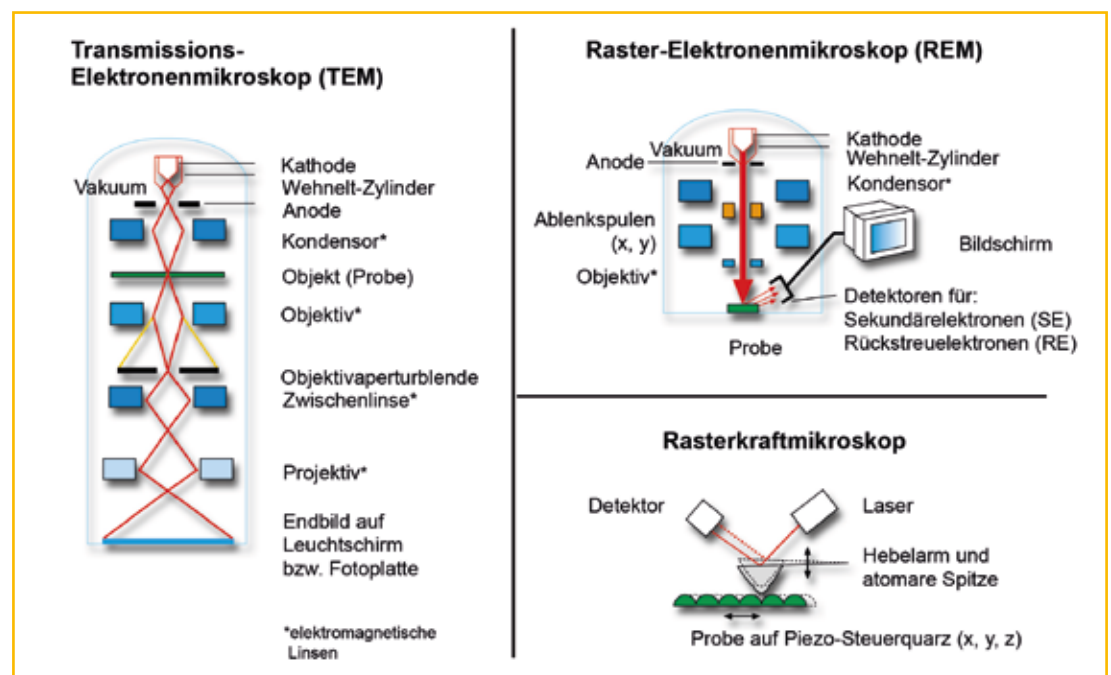 Transmissions-
Elektronenmikroskop (TEM)
Kathode
Vakuum
Wehnelt-Zylinder
Anode
Kondensor*
Objekt (Probe)
Objektiv*
Objektivaperturblende
Zwischenlinse*
Projektiv*
Endbild auf
Leuchtschirm
bzw. Fotoplatte
*elektromagnetische
Linsen
Raster-Elektronenmikroskop (REM)
Kathode
Vakuum
Wehnelt-Zylinder
Anode
Kondensor*
Ablenkspulen
(x, y)
Bildschirm
Objektiv*
Detektoren für:
Sekundärelektronen (SE)
Rückstreuelektronen (RE)
Probe
Rasterkraftmikroskop
Detektor
Laser
Hebelarm und
atomare Spitze
Probe auf Piezo-Steuerquarz (x, y, z)